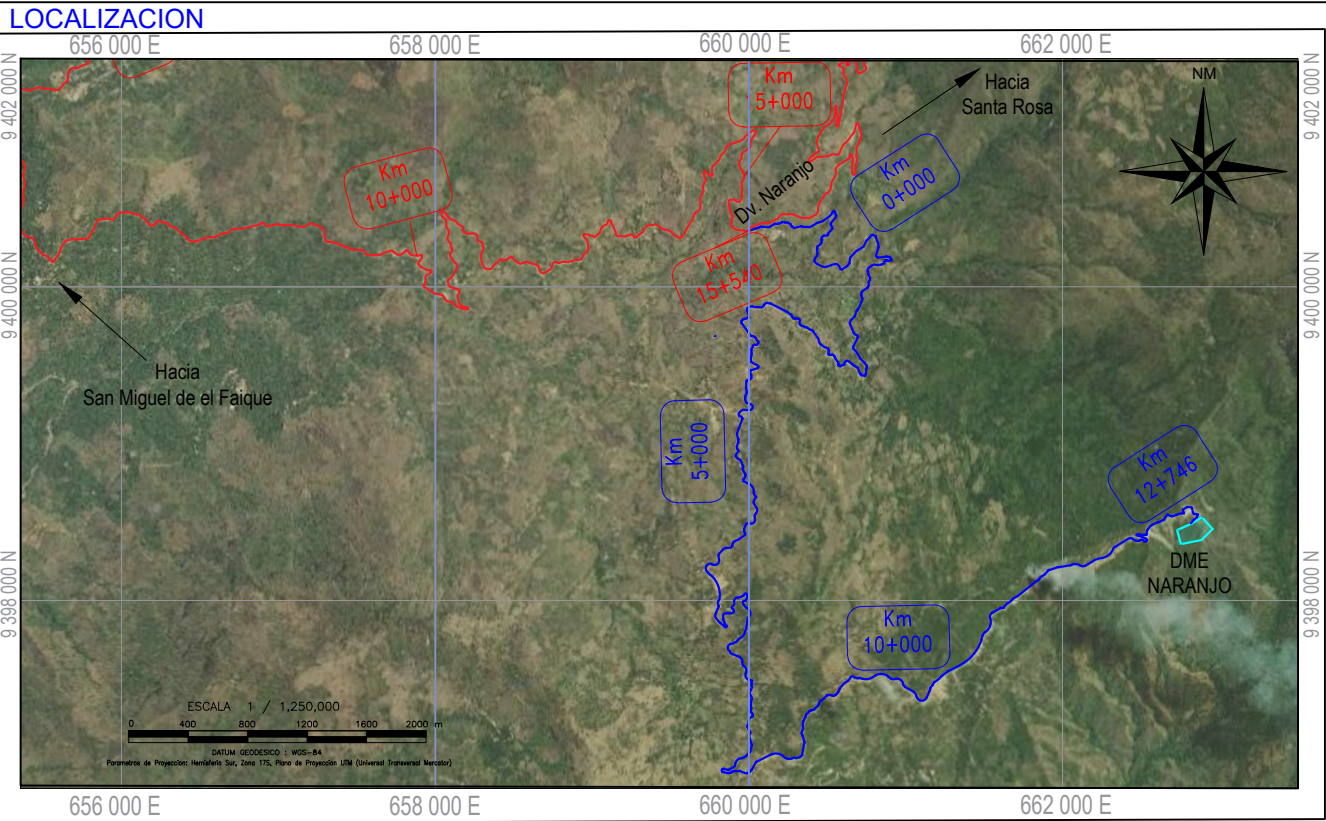 LOCALIZACION
656 000 E
658 000 E
660 000 E
662 000 E
9 402 000 N
9 402 000 N
Km
5+000
Hacia
Santa Rosa
NM
Km
10+000
Dv. Naranjo
Km
0+000
Km
15+540
9 400 000 N
9 400 000 N
Hacia
San Miguel de el Faique
Km
5+000
Km
12+746
DME
NARANJO
9 398 000 N
9 398 000 N
Km
10+000
ESCALA 1 / 1,250,000
0 400 800 1200 1600 2000 m
DATUM GEODESICO : WGS-84
Parametros de Proyeccion: Hemisferio Sur, Zona 17S, Plano de Proyeccion UTM (Universal Transversal Mercator)
656 000 E
658 000 E
660 000 E
662 000 E